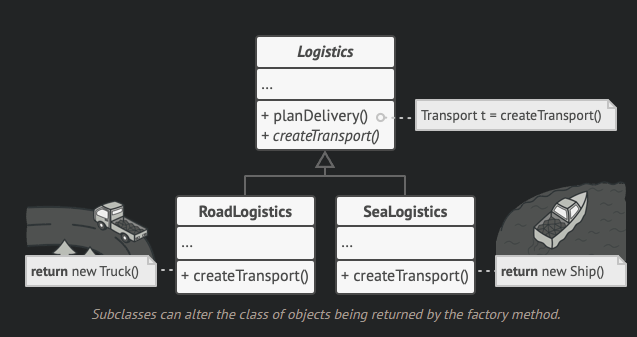 Logistics
...
+ planDelivery()
+ createTransport()
Transport t = createTransport()
RoadLogistics
...
+ createTransport()
return new Truck()
SeaLogistics
...
+ createTransport()
return new Ship()
Subclasses can alter the class of objects being returned by the factory method.